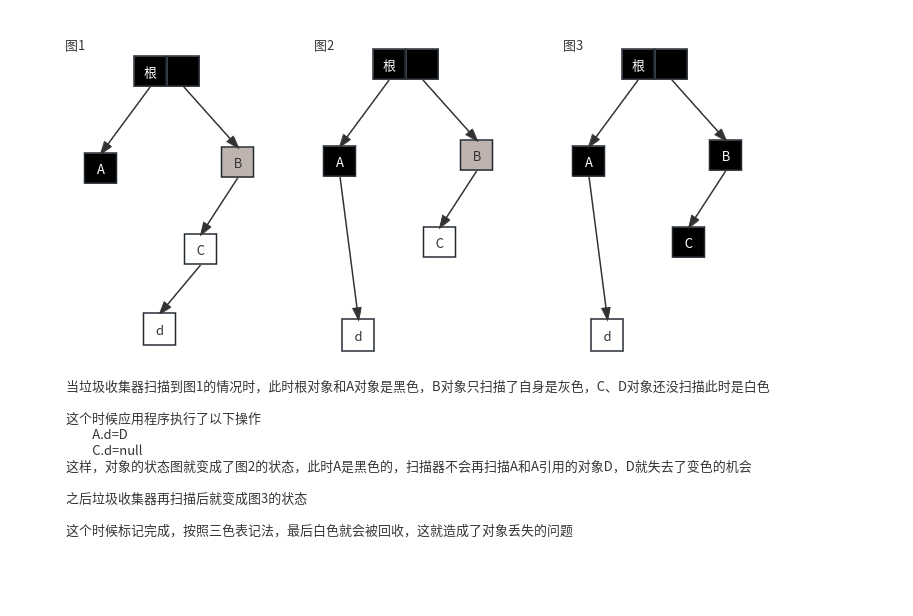 图1
图2
图3
根
根
根
A
B
A
B
A
B
C
C
C
d
d
d
当垃圾收集器扫描到图1的情况时，此时根对象和A对象是黑色，B对象只扫描了自身是灰色，C、D对象还没扫描此时是白色
这个时候应用程序执行了以下操作
A.d=D
C.d=null
这样，对象的状态图就变成了图2的状态，此时A是黑色的，扫描器不会再扫描A和A引用的对象D，D就失去了变色的机会
之后垃圾收集器再扫描后就变成图3的状态
这个时候标记完成，按照三色表记法，最后白色就会被回收，这就造成了对象丢失的问题